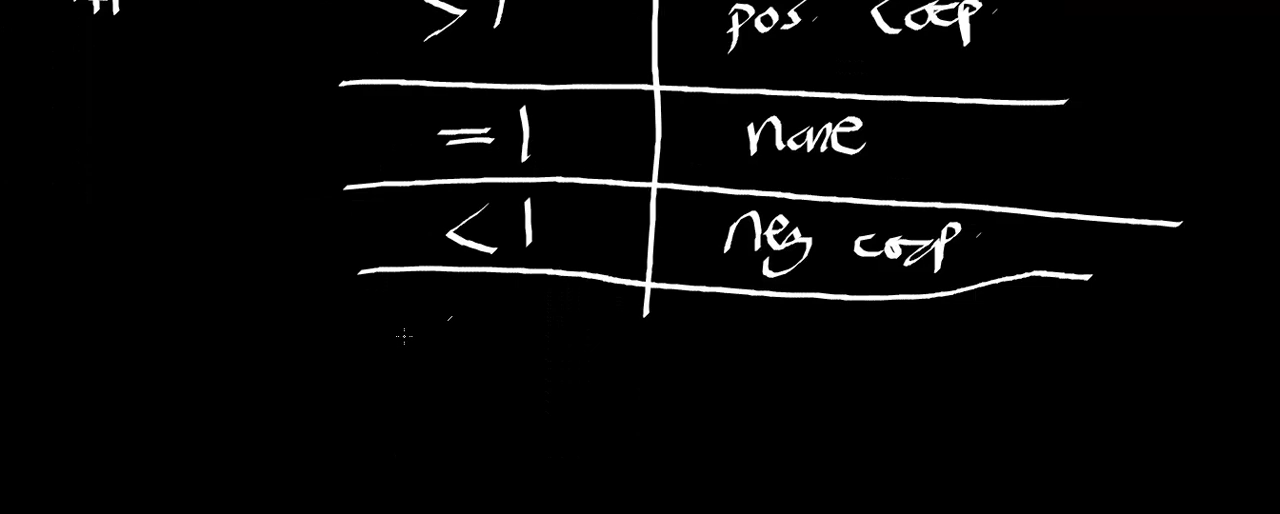 >1 pos. coop.
=1 none
<1 neg coop.